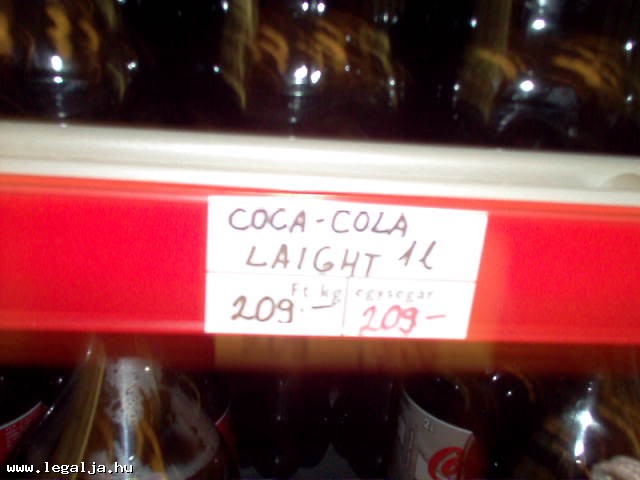 COCA-COLA
LAIGHT 1l
Ft kg egységár
209.- 209-
www.legalja.hu